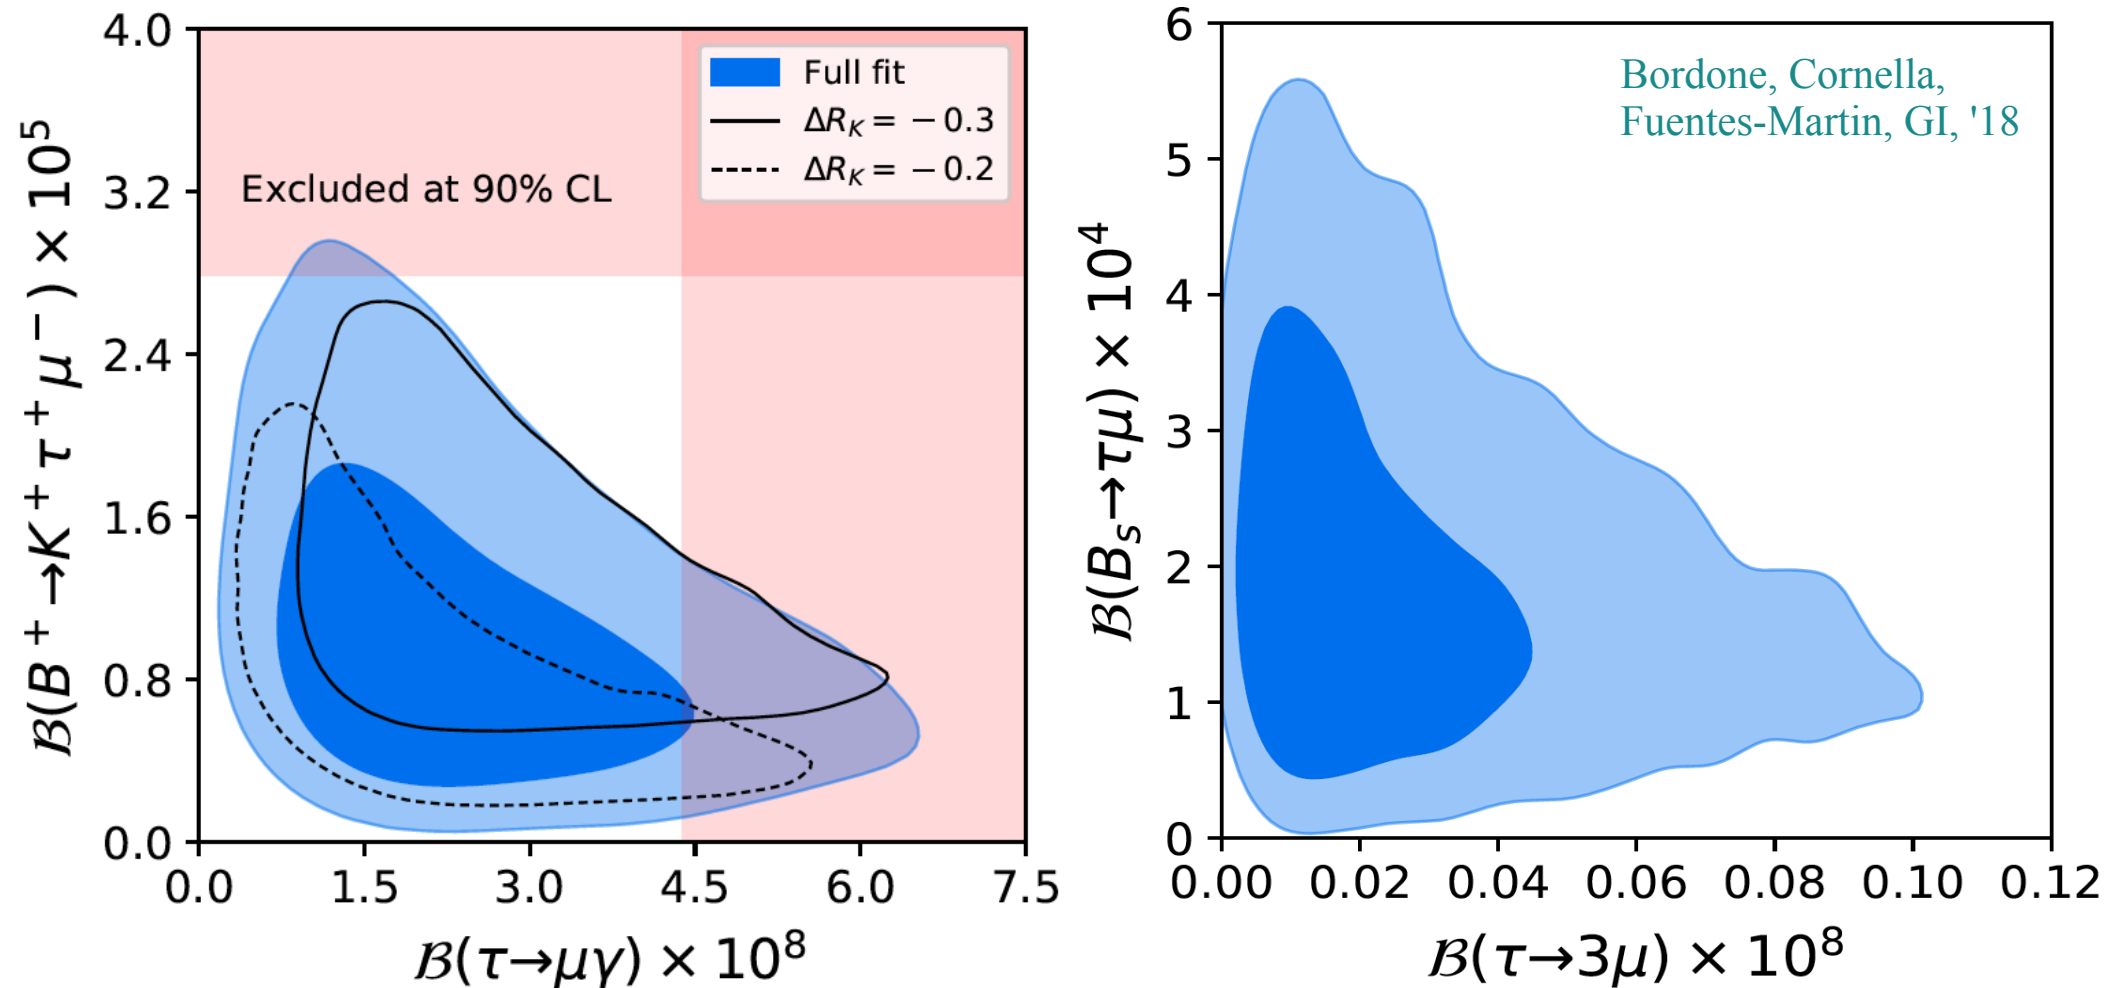 4.0
3.2
2.4
1.6
0.8
0.0
ℬ(B⁺→K⁺τ⁺μ⁻) × 10⁵
Excluded at 90% CL
Full fit
ΔR_K = −0.3
ΔR_K = −0.2
0.0 1.5 3.0 4.5 6.0 7.5
ℬ(τ→μγ) × 10⁸
6
5
4
3
2
1
0
ℬ(B_s→τμ) × 10⁴
Bordone, Cornella,
Fuentes-Martin, GI, '18
0.00 0.02 0.04 0.06 0.08 0.10 0.12
ℬ(τ→3μ) × 10⁸